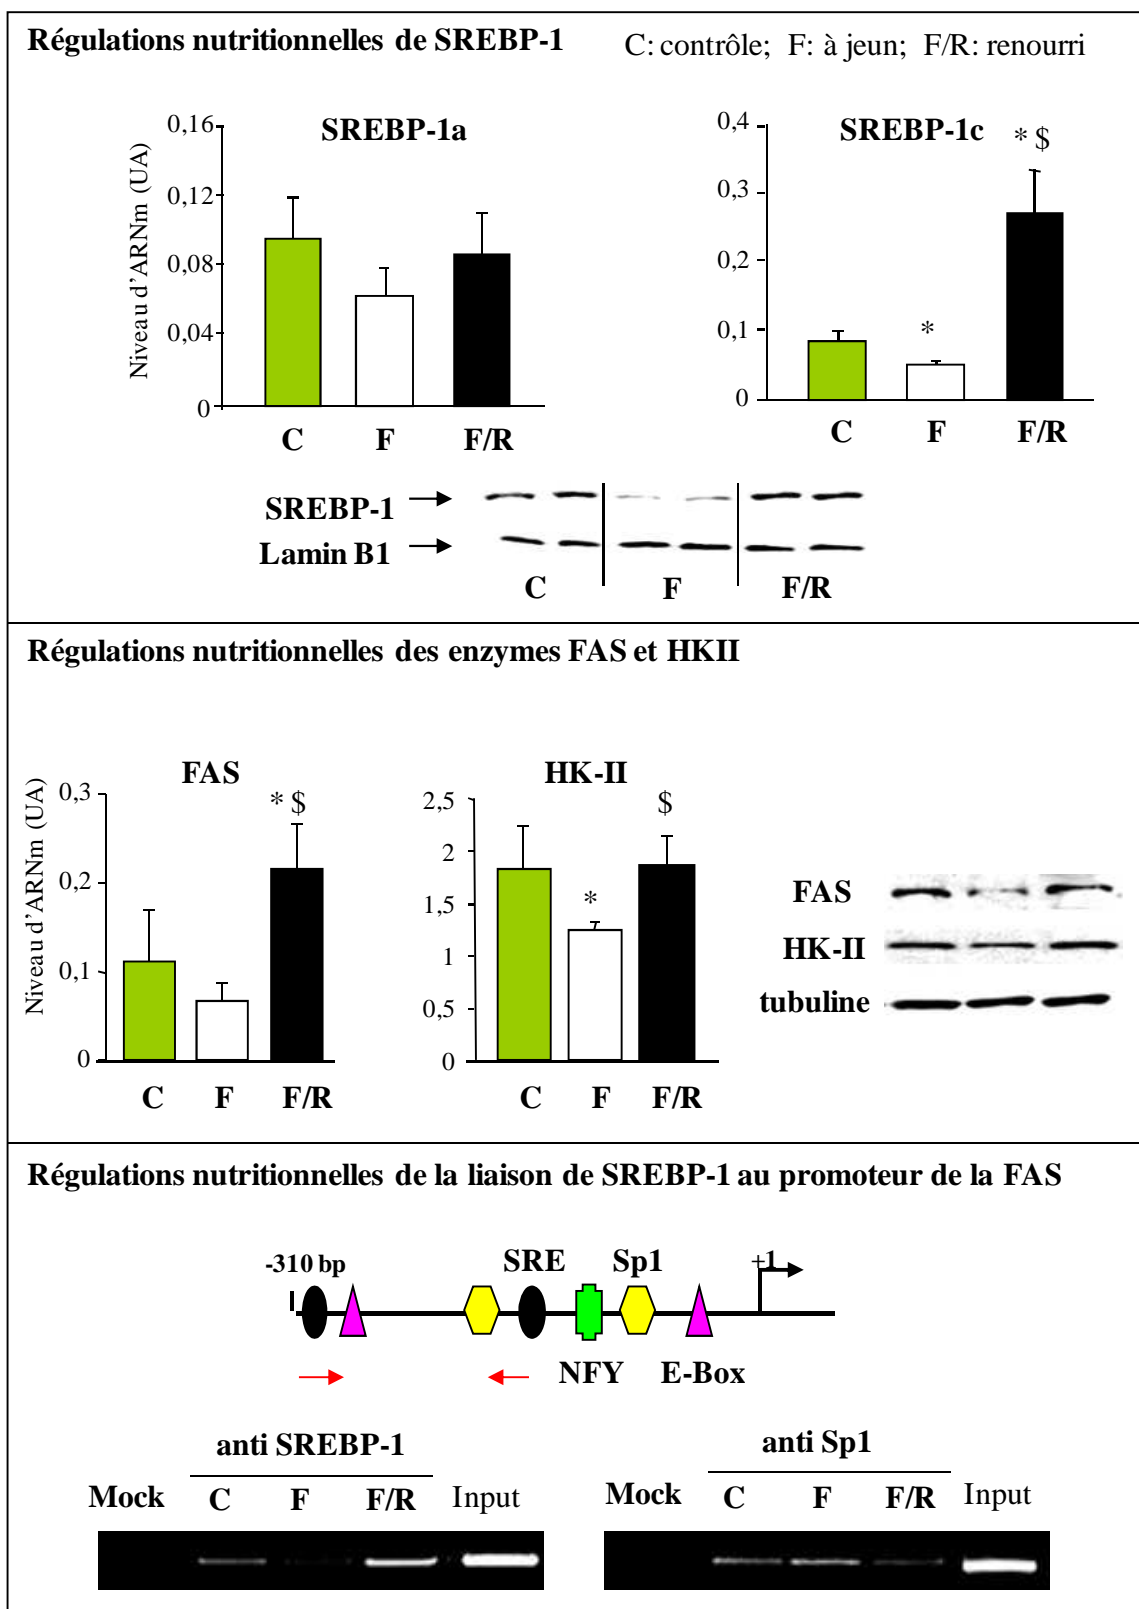 Régulations nutritionnelles de SREBP-1
C: contrôle; F: à jeun; F/R: renourri
SREBP-1a
Niveau d'ARNm (UA)
0,16
0,12
0,08
0,04
0
C F F/R
SREBP-1c
0,4
0,3
0,2
0,1
0
* $
*
C F F/R
SREBP-1
Lamin B1
C F F/R
Régulations nutritionnelles des enzymes FAS et HKII
FAS
Niveau d'ARNm (UA)
0,3
0,2
0,1
0
* $
C F F/R
HK-II
2,5
2
1,5
1
0,5
0
*
$
C F F/R
FAS
HK-II
tubuline
Régulations nutritionnelles de la liaison de SREBP-1 au promoteur de la FAS
-310 bp SRE Sp1 +1
NFY E-Box
anti SREBP-1
Mock C F F/R Input
anti Sp1
Mock C F F/R Input